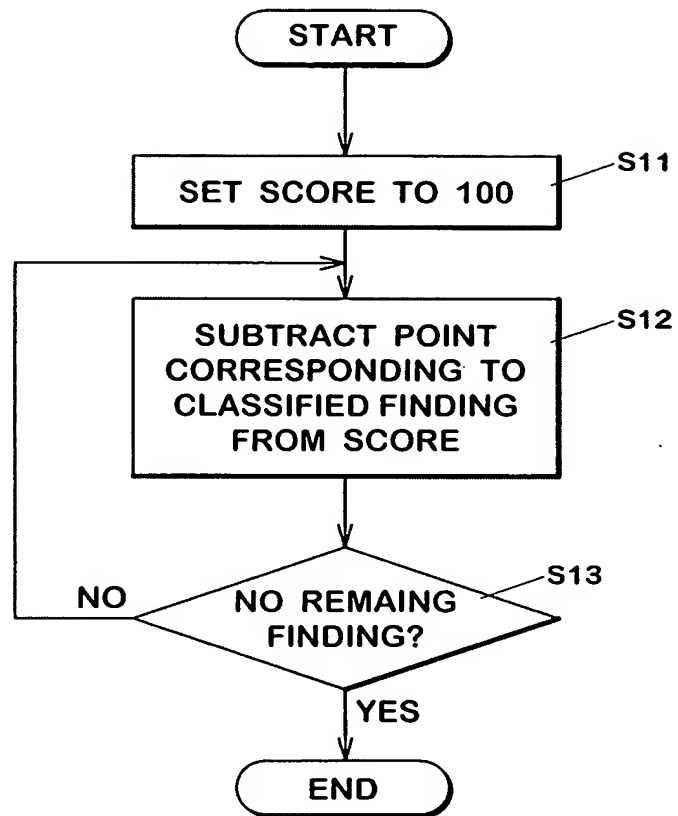 START
SET SCORE TO 100
S11
SUBTRACT POINT
CORRESPONDING TO
CLASSIFIED FINDING
FROM SCORE
S12
NO REMAING
FINDING?
S13
NO
YES
END